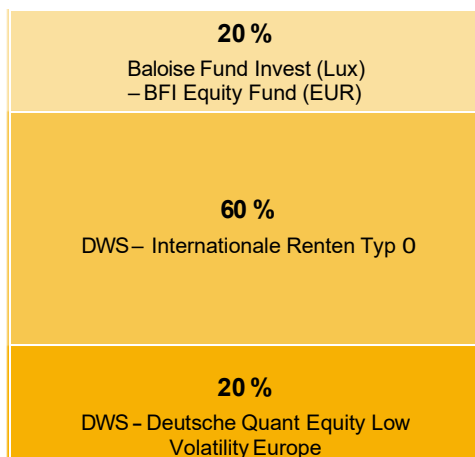 20 %
Baloise Fund Invest (Lux)
– BFI Equity Fund (EUR)
60 %
DWS – Internationale Renten Typ O
20 %
DWS – Deutsche Quant Equity Low
Volatility Europe